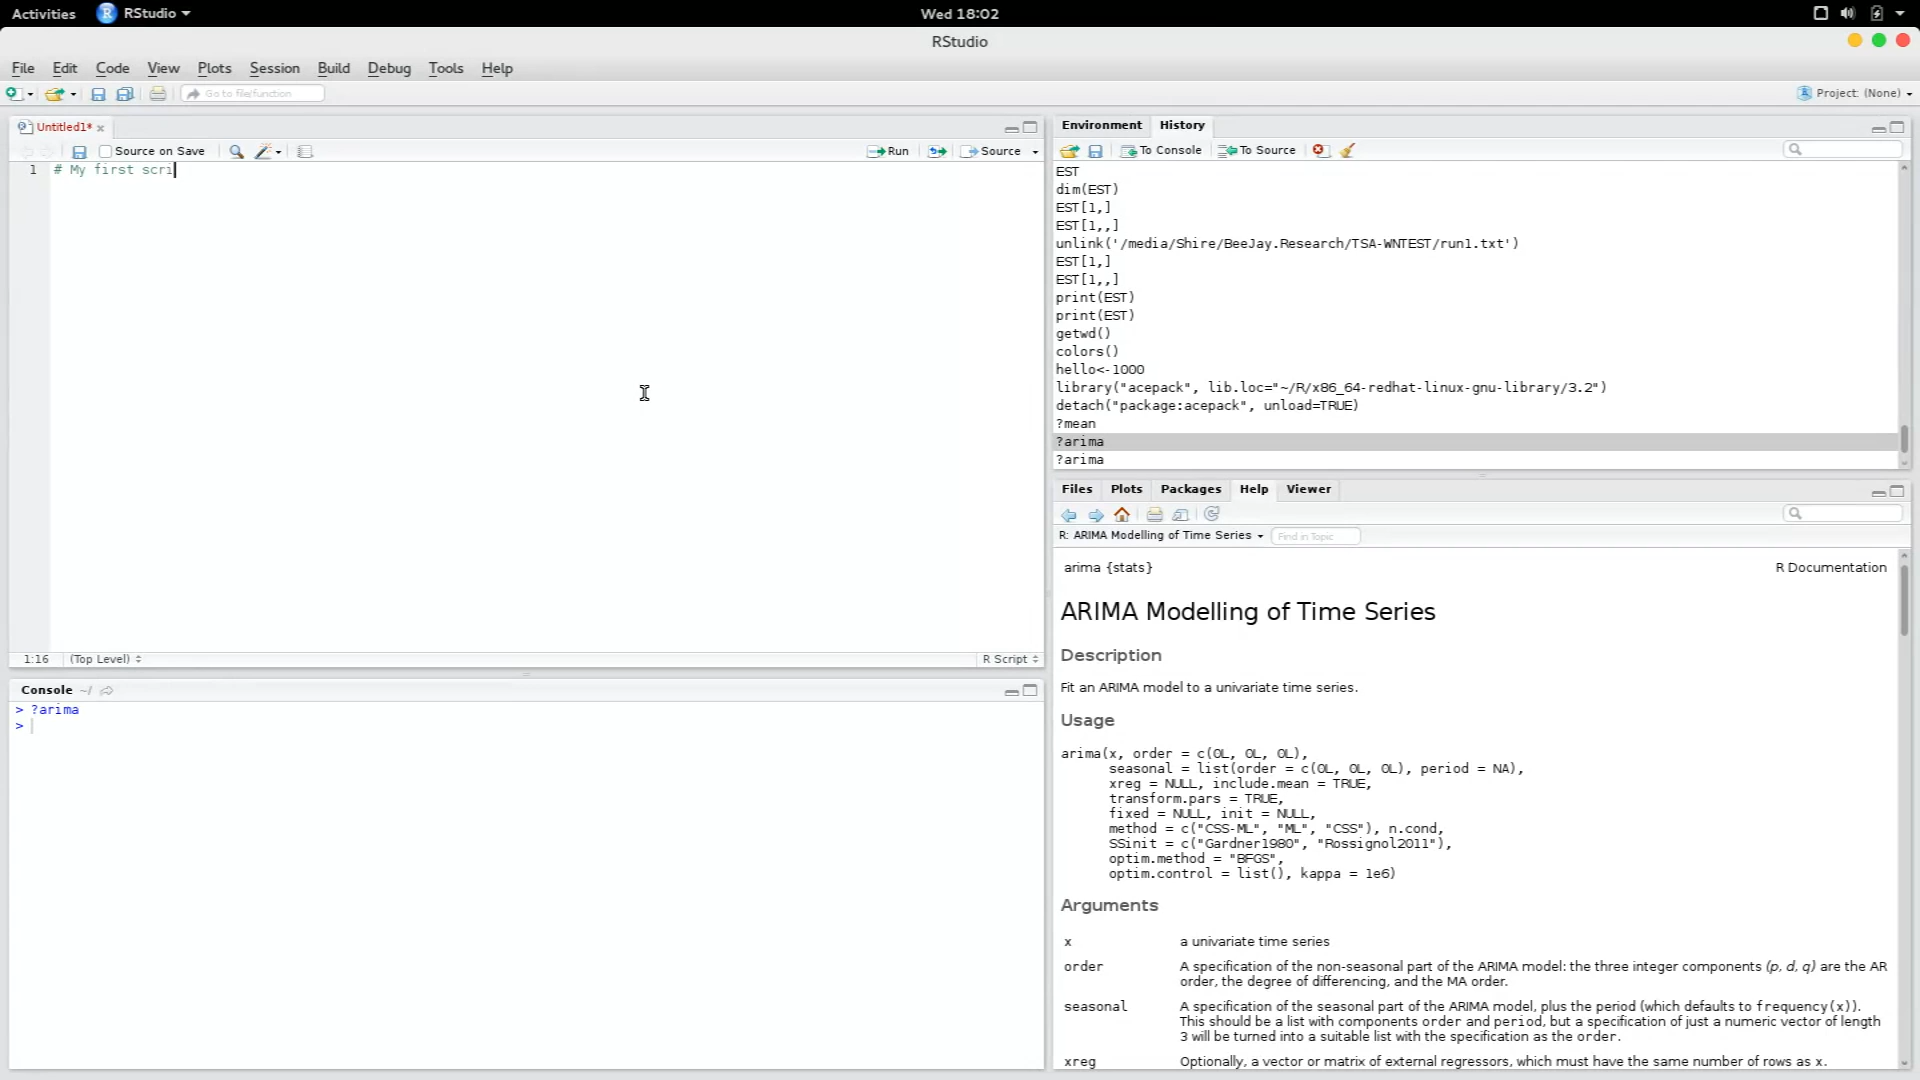 Activities RStudio Wed 18:02
RStudio
File Edit Code View Plots Session Build Debug Tools Help
Go to file/function Project: (None)
Untitled1*
Source on Save Run Source
1 # My first scri
1:16 (Top Level) R Script
Console ~/
> ?arima
>
Environment History
To Console To Source
EST
dim(EST)
EST[1,]
EST[1,,]
unlink('/media/Shire/BeeJay.Research/TSA-WNTEST/run1.txt')
EST[1,]
EST[1,,]
print(EST)
print(EST)
getwd()
colors()
hello<-1000
library("acepack", lib.loc="~/R/x86_64-redhat-linux-gnu-library/3.2")
detach("package:acepack", unload=TRUE)
?mean
?arima
?arima
Files Plots Packages Help Viewer
R: ARIMA Modelling of Time Series Find in Topic
arima {stats} R Documentation
ARIMA Modelling of Time Series
Description
Fit an ARIMA model to a univariate time series.
Usage
arima(x, order = c(0L, 0L, 0L),
seasonal = list(order = c(0L, 0L, 0L), period = NA),
xreg = NULL, include.mean = TRUE,
transform.pars = TRUE,
fixed = NULL, init = NULL,
method = c("CSS-ML", "ML", "CSS"), n.cond,
SSinit = c("Gardner1980", "Rossignol2011"),
optim.method = "BFGS",
optim.control = list(), kappa = 1e6)
Arguments
x a univariate time series
order A specification of the non-seasonal part of the ARIMA model: the three integer components (p, d, q) are the AR
order, the degree of differencing, and the MA order.
seasonal A specification of the seasonal part of the ARIMA model, plus the period (which defaults to frequency(x)).
This should be a list with components order and period, but a specification of just a numeric vector of length
3 will be turned into a suitable list with the specification as the order.
xreg Optionally, a vector or matrix of external regressors, which must have the same number of rows as x.